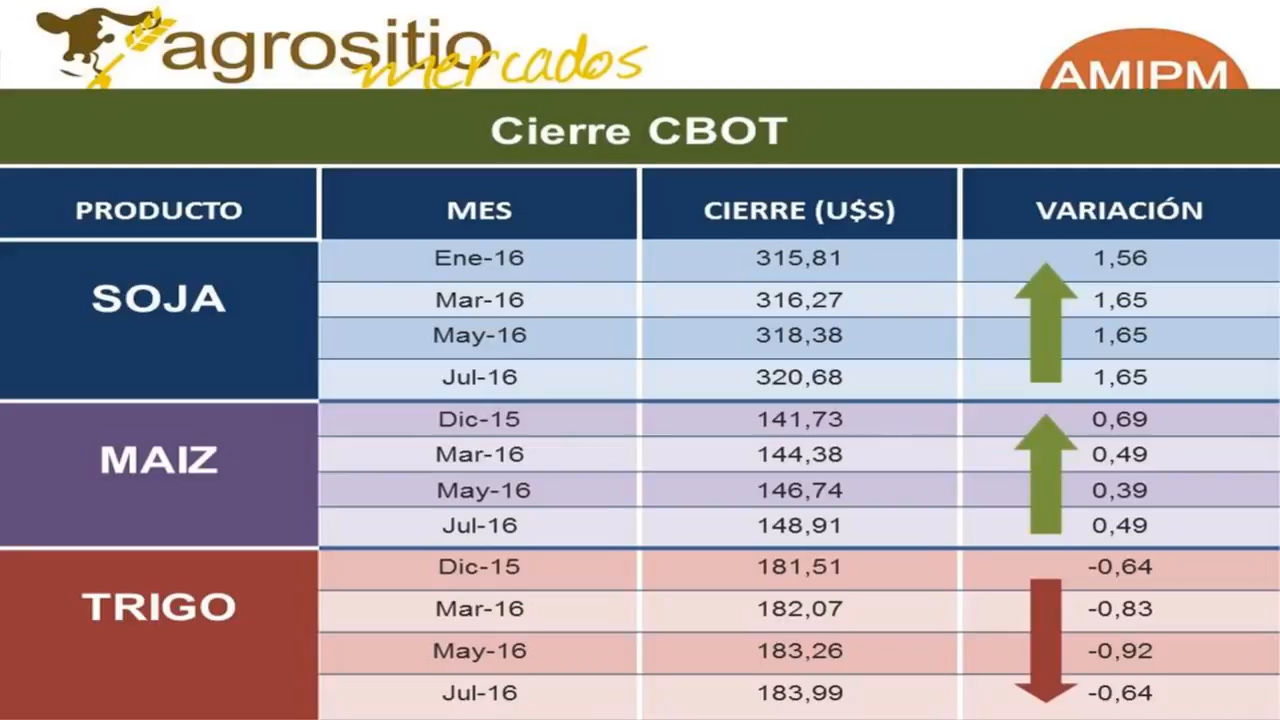 agrositio
mercados
AMIPM
Cierre CBOT
PRODUCTO MES CIERRE (U$S) VARIACIÓN
SOJA
Ene-16 315,81 1,56
Mar-16 316,27 1,65
May-16 318,38 1,65
Jul-16 320,68 1,65
MAIZ
Dic-15 141,73 0,69
Mar-16 144,38 0,49
May-16 146,74 0,39
Jul-16 148,91 0,49
TRIGO
Dic-15 181,51 -0,64
Mar-16 182,07 -0,83
May-16 183,26 -0,92
Jul-16 183,99 -0,64